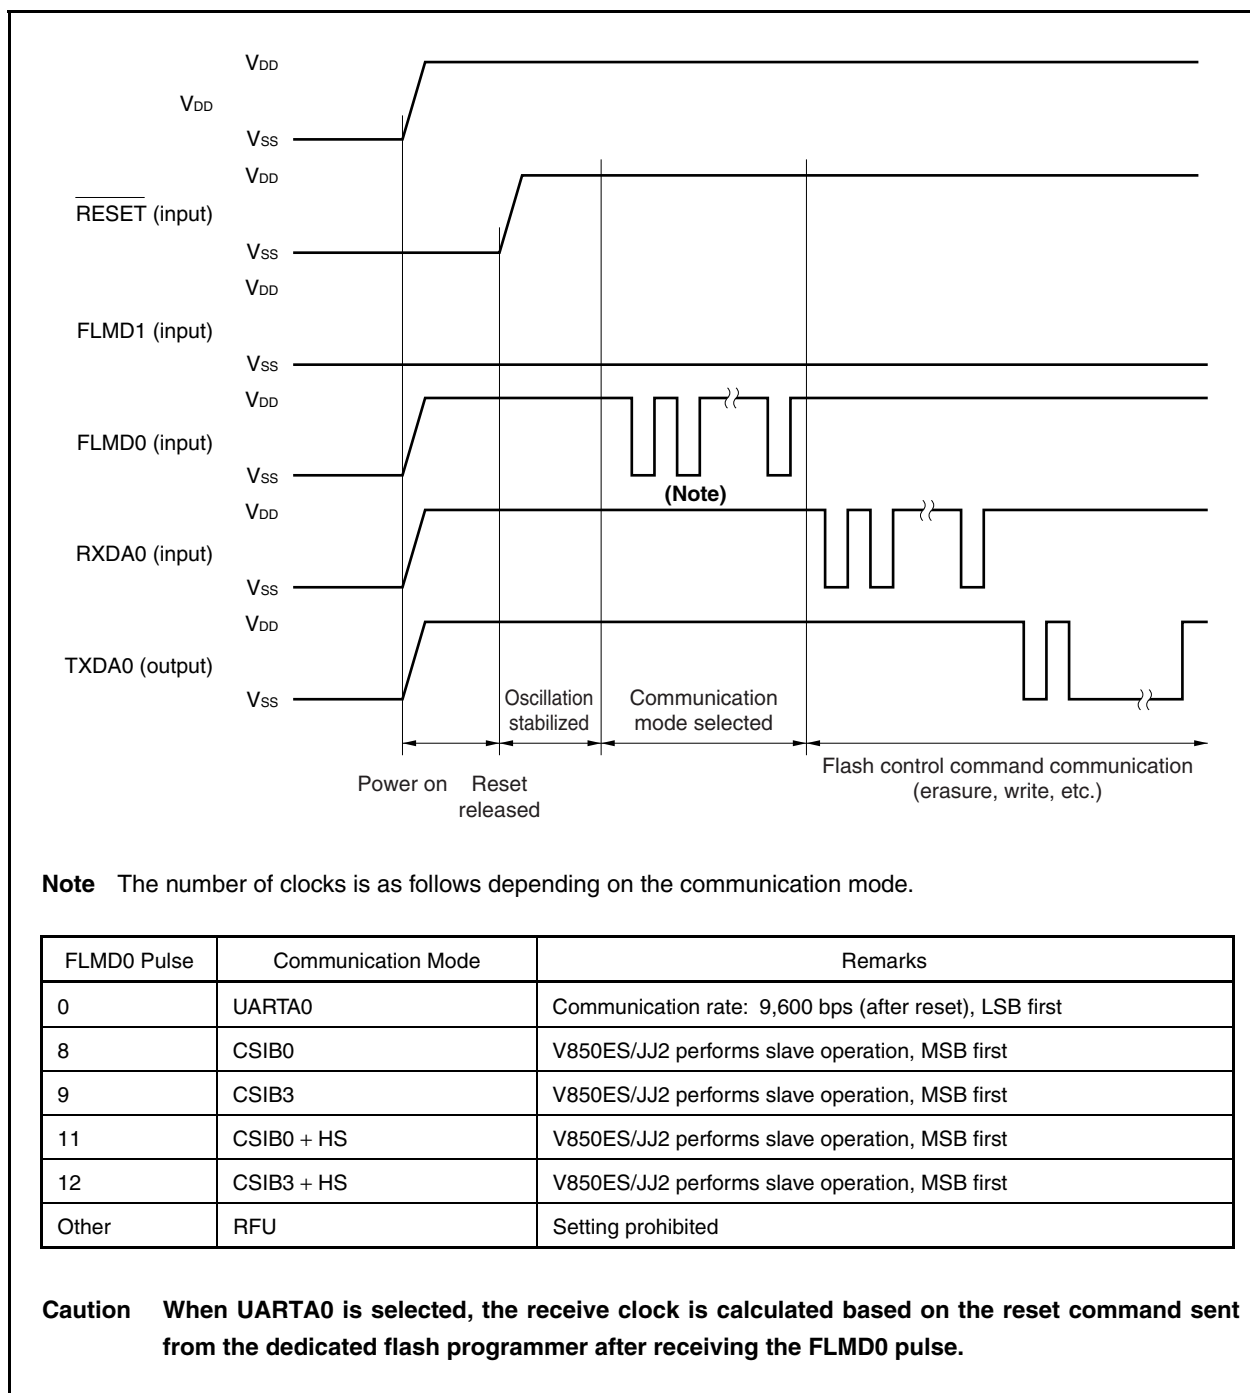 VDD
VDD
VSS
VDD
RESET (input)
VSS
VDD
FLMD1 (input)
VSS
VDD
FLMD0 (input)
VSS
(Note)
VDD
RXDA0 (input)
VSS
VDD
TXDA0 (output)
VSS
Oscillation
stabilized
Communication
mode selected
Power on
Reset
released
Flash control command communication
(erasure, write, etc.)
Note The number of clocks is as follows depending on the communication mode.
FLMD0 Pulse Communication Mode Remarks
0 UARTA0 Communication rate: 9,600 bps (after reset), LSB first
8 CSIB0 V850ES/JJ2 performs slave operation, MSB first
9 CSIB3 V850ES/JJ2 performs slave operation, MSB first
11 CSIB0 + HS V850ES/JJ2 performs slave operation, MSB first
12 CSIB3 + HS V850ES/JJ2 performs slave operation, MSB first
Other RFU Setting prohibited
Caution When UARTA0 is selected, the receive clock is calculated based on the reset command sent
from the dedicated flash programmer after receiving the FLMD0 pulse.